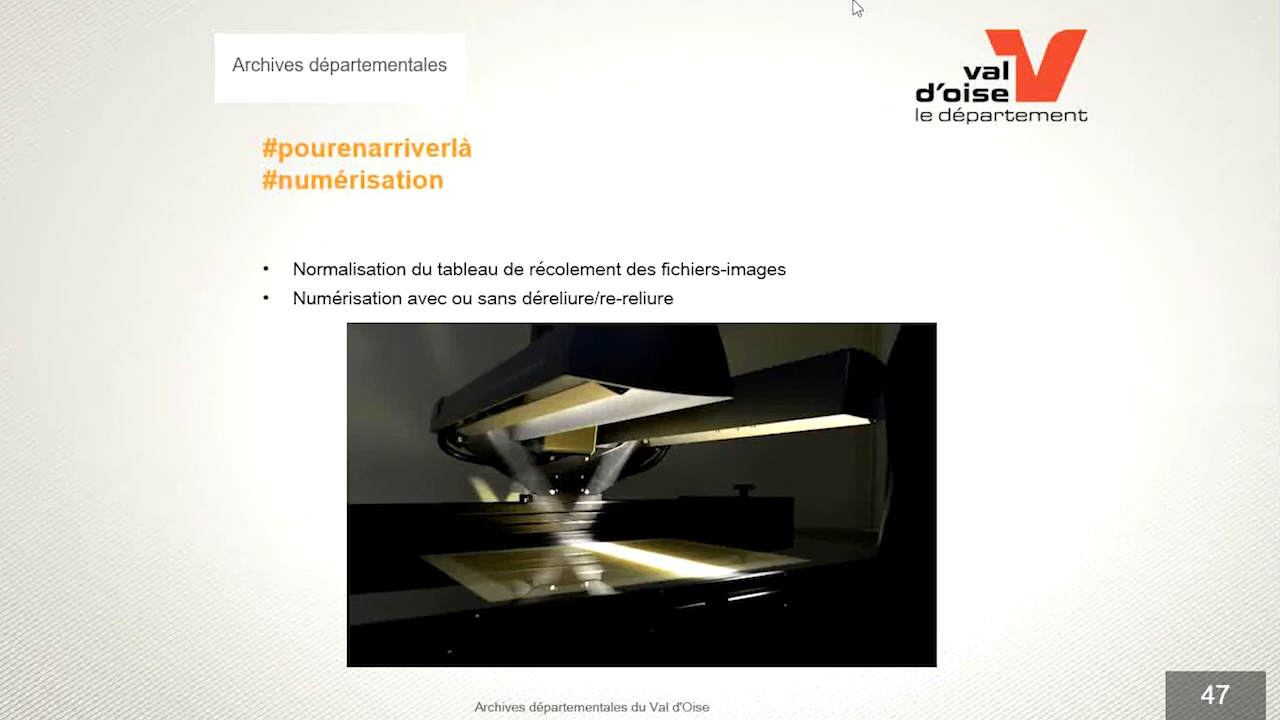 Archives départementales
val
d'oise
le département
#pourenarriverlà
#numérisation
• Normalisation du tableau de récolement des fichiers-images
• Numérisation avec ou sans déreliure/re-reliure
Archives départementales du Val d'Oise
47